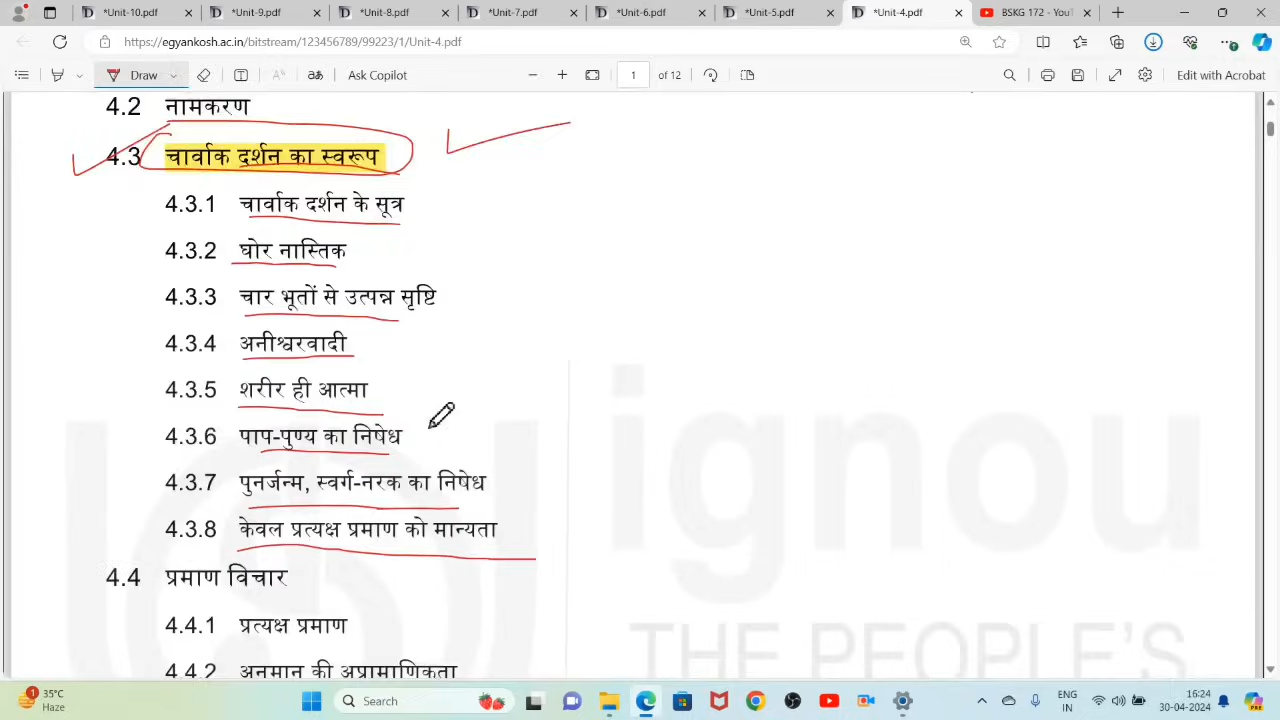 *Unit-10.pdf
*Unit-9.pdf
*Unit-8.pdf
*Unit-7.pdf
*Unit-6.pdf
*Unit-5.pdf
*Unit-4.pdf
BSKG 172 - You
https://egyankosh.ac.in/bitstream/123456789/99223/1/Unit-4.pdf
Draw
Ask Copilot
1 of 12
Edit with Acrobat
4.2 नामकरण
4.3 चार्वाक दर्शन का स्वरूप
4.3.1 चार्वाक दर्शन के सूत्र
4.3.2 घोर नास्तिक
4.3.3 चार भूतों से उत्पन्न सृष्टि
4.3.4 अनीश्वरवादी
4.3.5 शरीर ही आत्मा
4.3.6 पाप-पुण्य का निषेध
4.3.7 पुनर्जन्म, स्वर्ग-नरक का निषेध
4.3.8 केवल प्रत्यक्ष प्रमाण को मान्यता
4.4 प्रमाण विचार
4.4.1 प्रत्यक्ष प्रमाण
4.4.2 अनुमान की अप्रामाणिकता
ignou
THE PEOPLE'S
1
35°C
Haze
Search
ENG
IN
16:24
30-04-2024